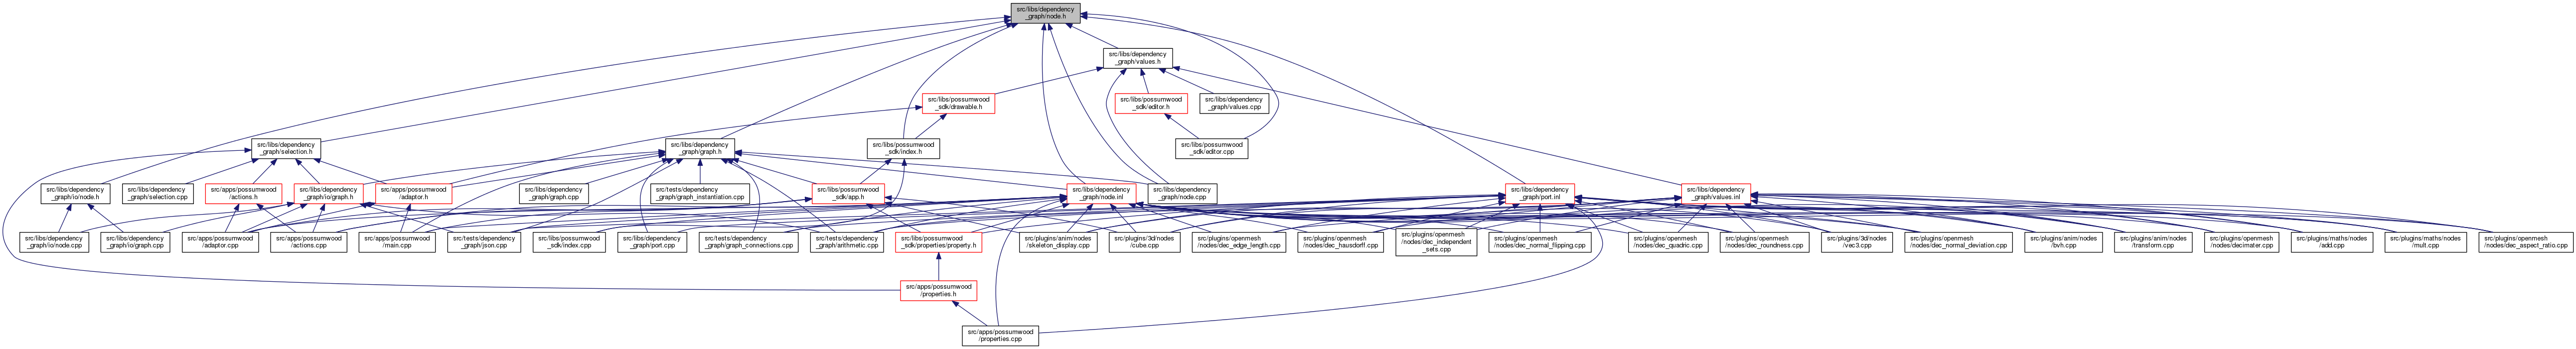 src/libs/dependency
_graph/node.h
src/libs/dependency
_graph/values.h
src/libs/possumwood
_sdk/drawable.h
src/libs/possumwood
_sdk/editor.h
src/libs/dependency
_graph/values.cpp
src/libs/dependency
_graph/selection.h
src/libs/dependency
_graph/graph.h
src/libs/possumwood
_sdk/index.h
src/libs/possumwood
_sdk/editor.cpp
src/libs/dependency
_graph/io/node.h
src/libs/dependency
_graph/selection.cpp
src/apps/possumwood
/actions.h
src/libs/dependency
_graph/io/graph.h
src/apps/possumwood
/adaptor.h
src/libs/dependency
_graph/graph.cpp
src/tests/dependency
_graph/graph_instantiation.cpp
src/libs/possumwood
_sdk/app.h
src/libs/dependency
_graph/node.inl
src/libs/dependency
_graph/node.cpp
src/libs/dependency
_graph/port.inl
src/libs/dependency
_graph/values.inl
src/libs/dependency
_graph/io/node.cpp
src/libs/dependency
_graph/io/graph.cpp
src/apps/possumwood
/adaptor.cpp
src/apps/possumwood
/actions.cpp
src/apps/possumwood
/main.cpp
src/tests/dependency
_graph/json.cpp
src/libs/possumwood
_sdk/index.cpp
src/libs/dependency
_graph/port.cpp
src/tests/dependency
_graph/graph_connections.cpp
src/tests/dependency
_graph/arithmetic.cpp
src/libs/possumwood
_sdk/properties/property.h
src/plugins/anim/nodes
/skeleton_display.cpp
src/plugins/3d/nodes
/cube.cpp
src/plugins/openmesh
/nodes/dec_edge_length.cpp
src/plugins/openmesh
/nodes/dec_hausdorff.cpp
src/plugins/openmesh
/nodes/dec_independent
_sets.cpp
src/plugins/openmesh
/nodes/dec_normal_flipping.cpp
src/plugins/openmesh
/nodes/dec_quadric.cpp
src/plugins/openmesh
/nodes/dec_roundness.cpp
src/plugins/3d/nodes
/vec3.cpp
src/plugins/openmesh
/nodes/dec_normal_deviation.cpp
src/plugins/anim/nodes
/bvh.cpp
src/plugins/anim/nodes
/transform.cpp
src/plugins/openmesh
/nodes/decimater.cpp
src/plugins/maths/nodes
/add.cpp
src/plugins/maths/nodes
/mult.cpp
src/plugins/openmesh
/nodes/dec_aspect_ratio.cpp
src/apps/possumwood
/properties.h
src/apps/possumwood
/properties.cpp